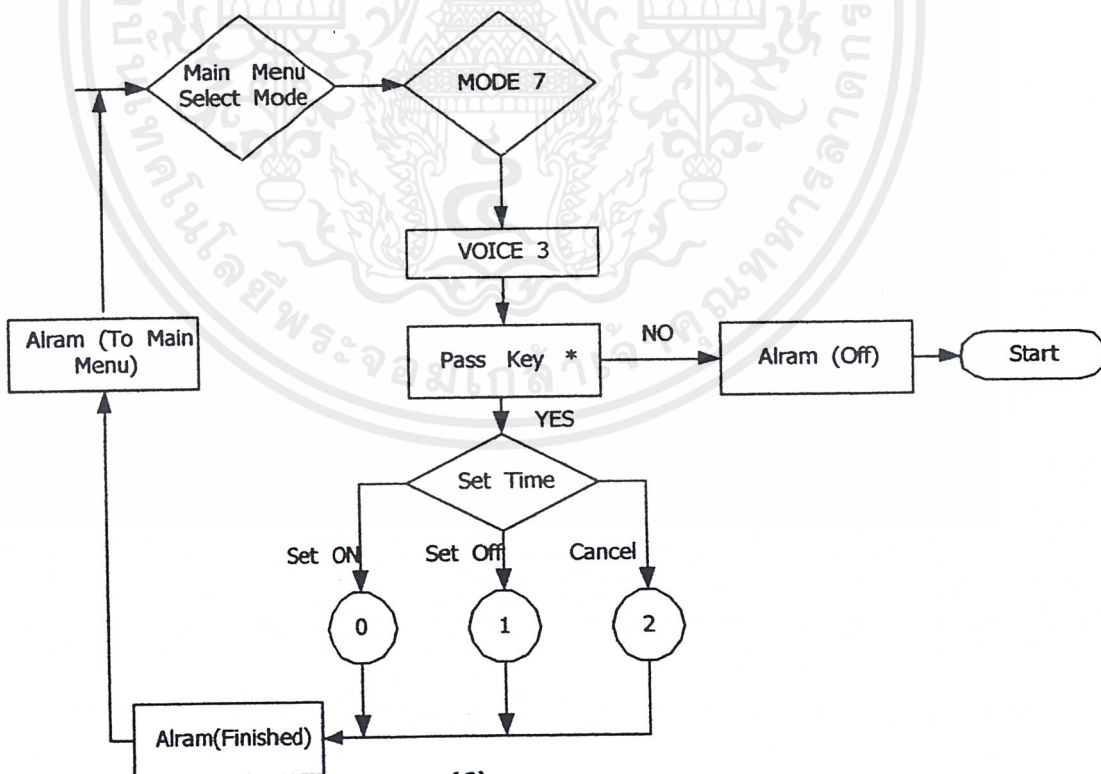 Main Menu
Select Mode
MODE 7
VOICE 3
Alram (To Main
Menu)
Pass Key *
NO
Alram (Off)
Start
YES
Set Time
Set ON
Set Off
Cancel
0
1
2
Alram(Finished)